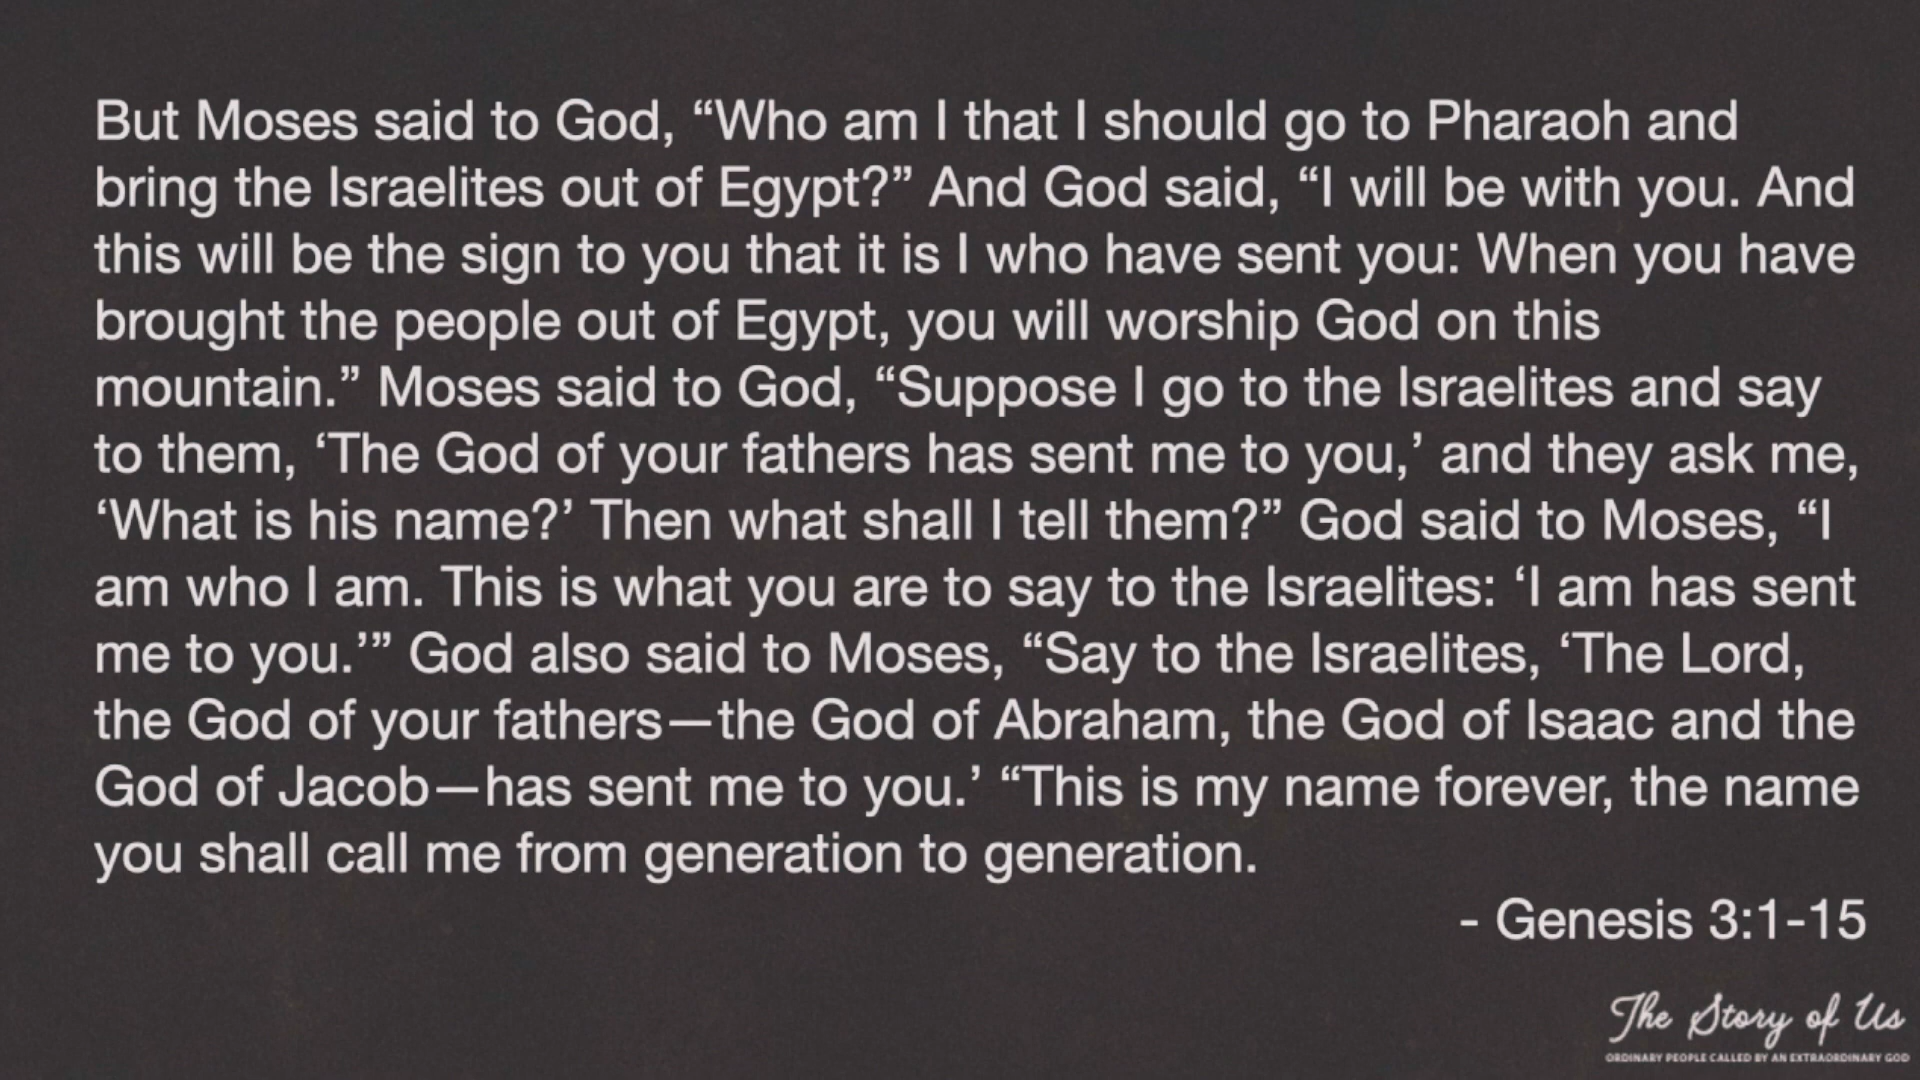 But Moses said to God, “Who am I that I should go to Pharaoh and
bring the Israelites out of Egypt?” And God said, “I will be with you. And
this will be the sign to you that it is I who have sent you: When you have
brought the people out of Egypt, you will worship God on this
mountain.” Moses said to God, “Suppose I go to the Israelites and say
to them, ‘The God of your fathers has sent me to you,’ and they ask me,
‘What is his name?’ Then what shall I tell them?” God said to Moses, “I
am who I am. This is what you are to say to the Israelites: ‘I am has sent
me to you.’” God also said to Moses, “Say to the Israelites, ‘The Lord,
the God of your fathers—the God of Abraham, the God of Isaac and the
God of Jacob—has sent me to you.’ “This is my name forever, the name
you shall call me from generation to generation.
- Genesis 3:1-15
The Story of Us
ORDINARY PEOPLE CALLED BY AN EXTRAORDINARY GOD